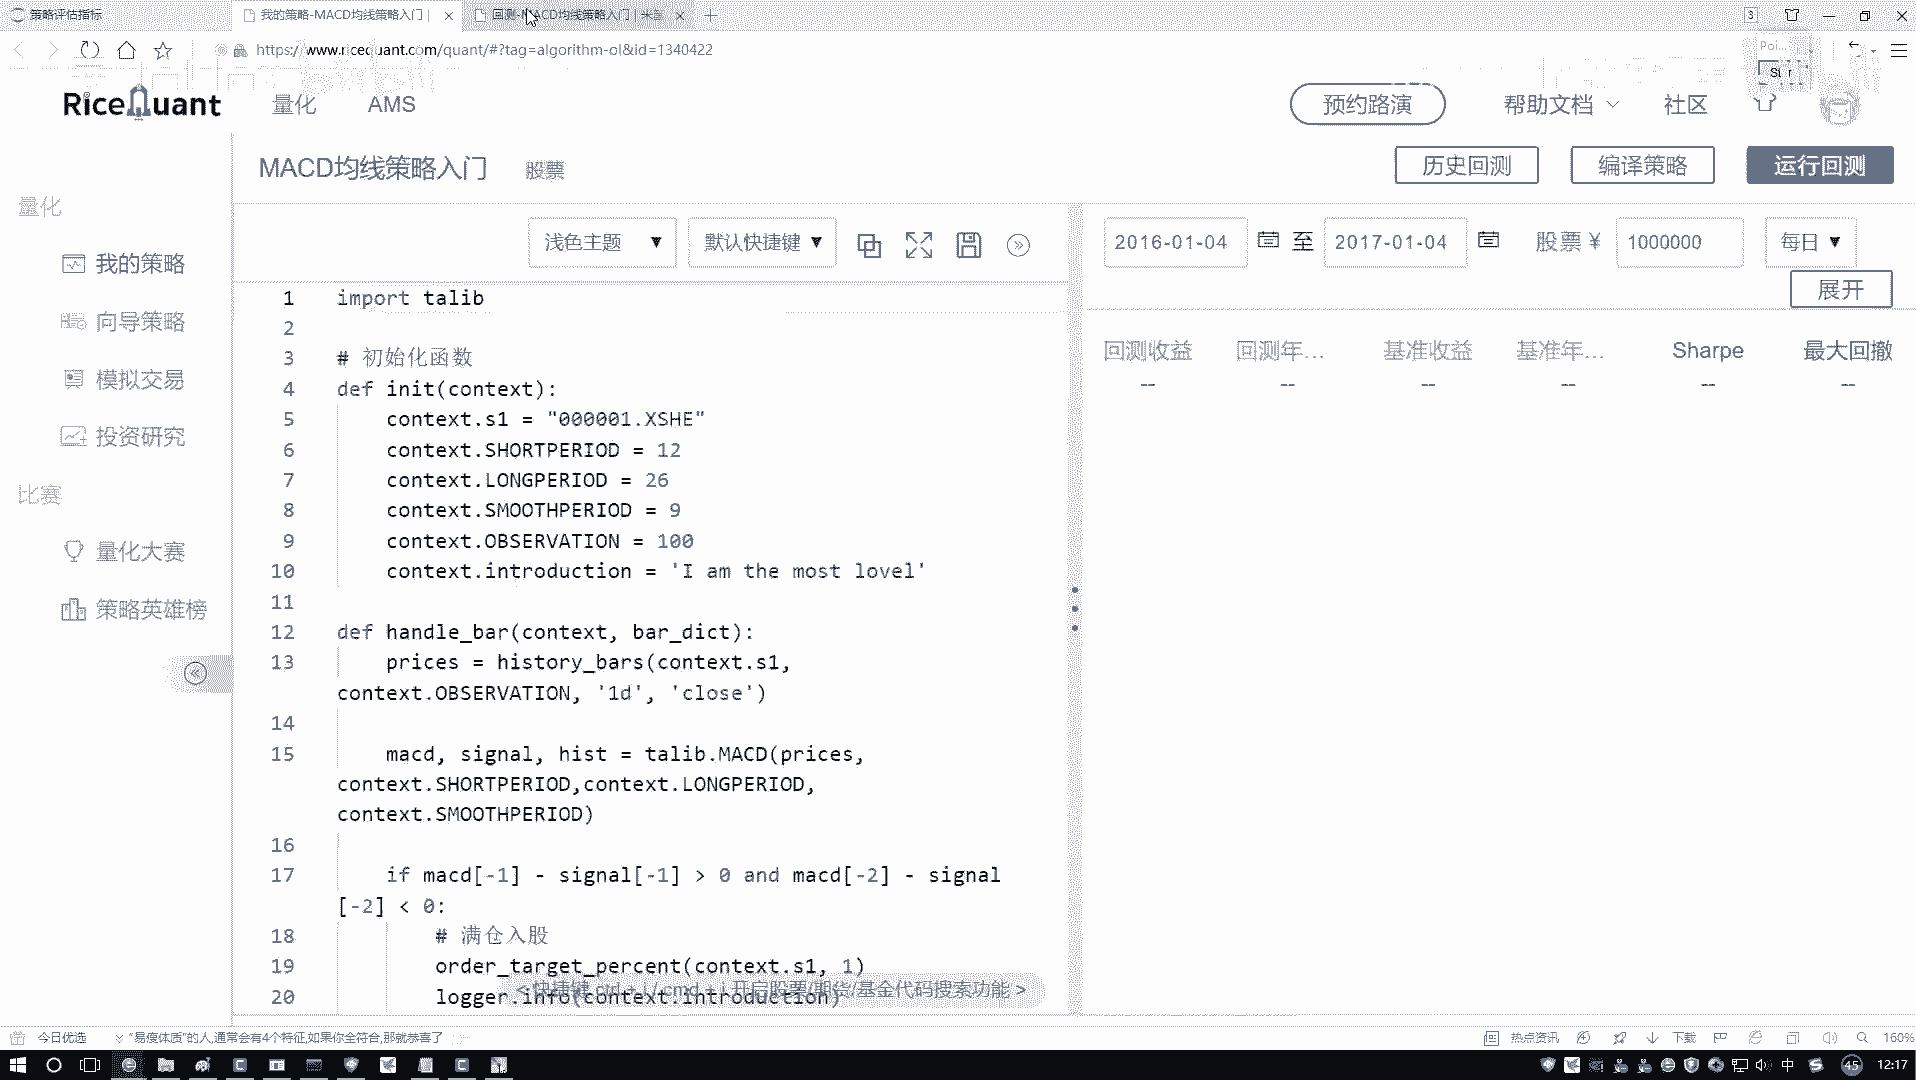 策略评估指标
我的策略-MACD均线策略入门
回测-MACD均线策略入门 | 米筐
3
https://www.ricequant.com/quant/#?tag=algorithm-ol&id=1340422
Poi...
RiceQuant
量化
AMS
预约路演
帮助文档
社区
MACD均线策略入门
股票
历史回测
编译策略
运行回测
量化
我的策略
向导策略
模拟交易
投资研究
比赛
量化大赛
策略英雄榜
浅色主题 ▼
默认快捷键 ▼
2016-01-04
至
2017-01-04
股票 ¥
1000000
每日 ▼
展开
回测收益
回测年...
基准收益
基准年...
Sharpe
最大回撤
--
--
--
--
--
--
1 import talib
2
3 # 初始化函数
4 def init(context):
5 context.s1 = "000001.XSHE"
6 context.SHORTPERIOD = 12
7 context.LONGPERIOD = 26
8 context.SMOOTHPERIOD = 9
9 context.OBSERVATION = 100
10 context.introduction = 'I am the most lovel'
11
12 def handle_bar(context, bar_dict):
13 prices = history_bars(context.s1,
context.OBSERVATION, '1d', 'close')
14
15 macd, signal, hist = talib.MACD(prices,
context.SHORTPERIOD,context.LONGPERIOD,
context.SMOOTHPERIOD)
16
17 if macd[-1] - signal[-1] > 0 and macd[-2] - signal
[-2] < 0:
18 # 满仓入股
19 order_target_percent(context.s1, 1)
20 logger.info(context.introduction)
开启股票/期货/基金代码搜索功能 >
今日优选
“易瘦体质”的人,通常会有4个特征,如果你全符合,那就恭喜了
热点资讯
下载
160%
中
45
12:17